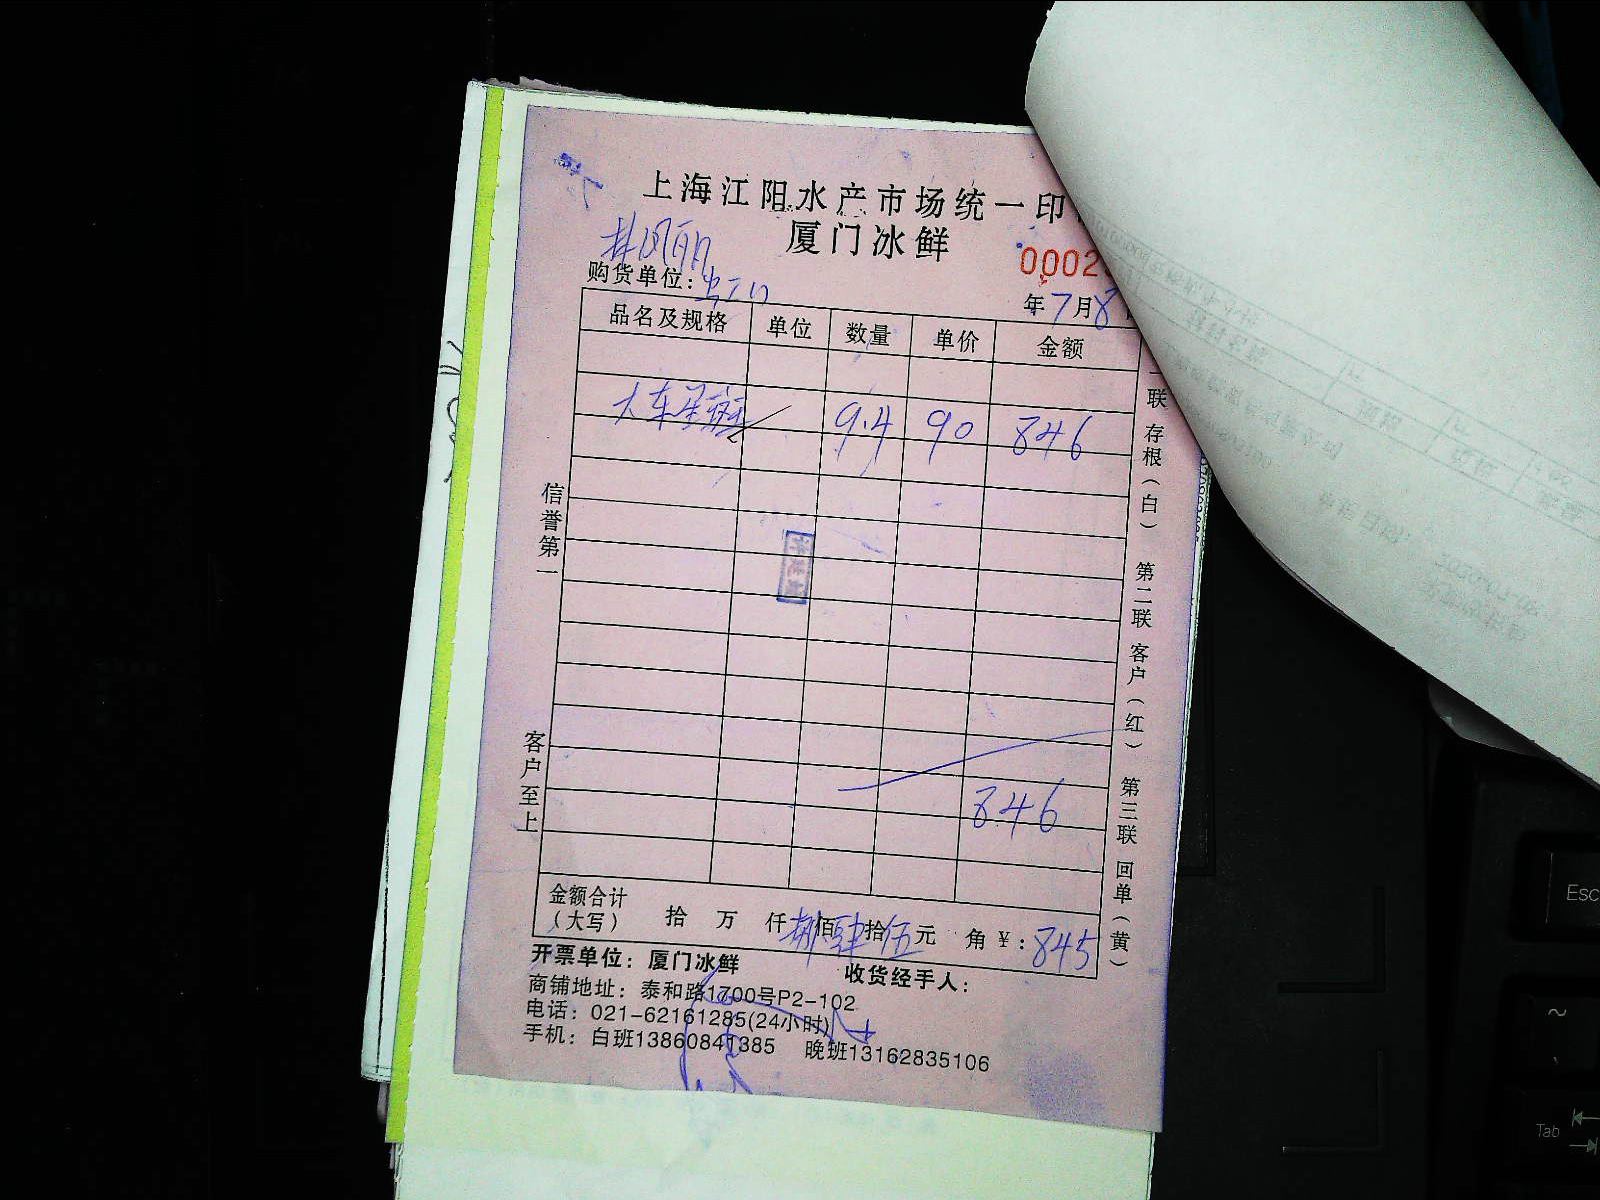 上海江阳水产市场统一印
厦门冰鲜
0002
购货单位：
年7月8
品名及规格 单位 数量 单价 金额
大车星斑 9.4 90 846
846
金额合计
（大写） 拾 万 仟捌佰肆拾伍元 角 ¥：845
开票单位：厦门冰鲜 收货经手人：
商铺地址：泰和路1700号P2-102
电话：021-62161285(24小时)
手机：白班13860841385 晚班13162835106
信誉第一
客户至上
一联 存根（白） 第二联 客户（红） 第三联 回单（黄）
Esc
~
Tab